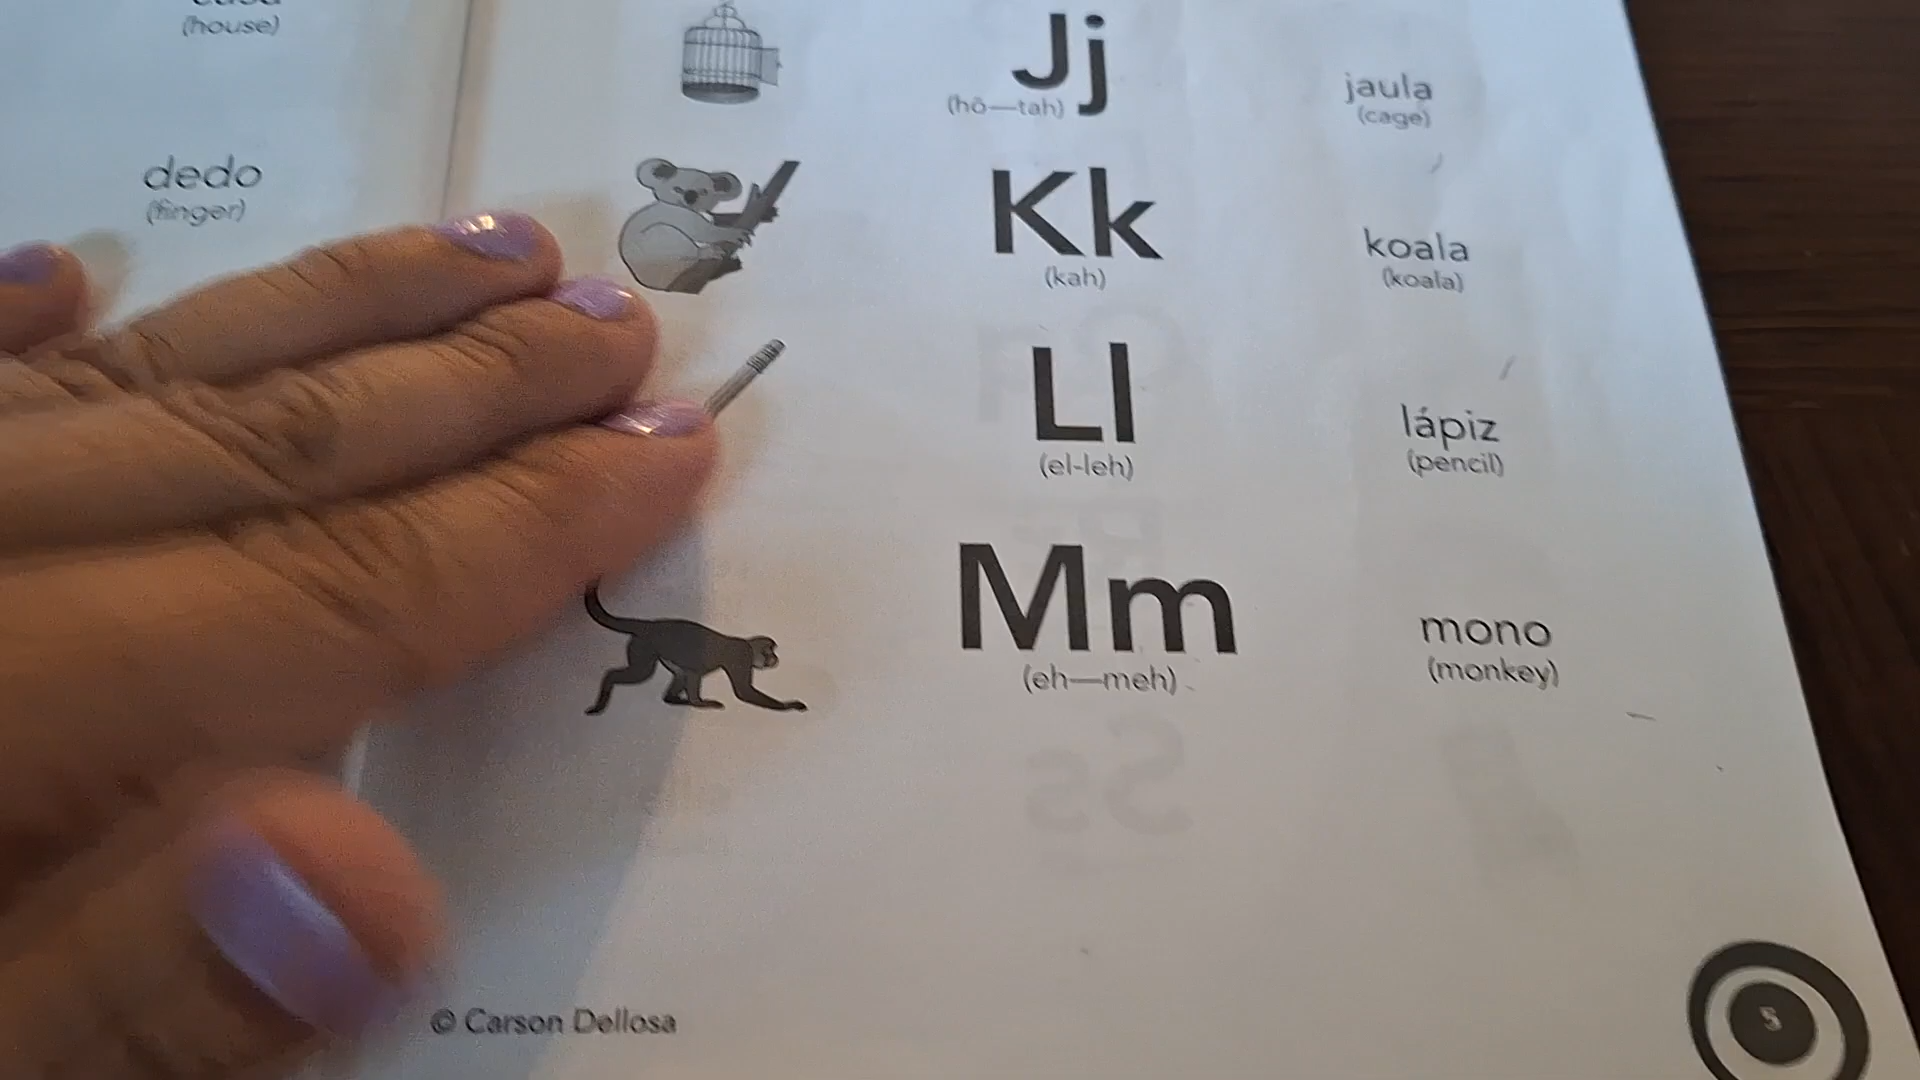 (house)
dedo
(finger)
Jj
(hō—tah)
jaula
(cage)
Kk
(kah)
koala
(koala)
Ll
(el-leh)
lápiz
(pencil)
Mm
(eh—meh)
mono
(monkey)
© Carson Dellosa
5